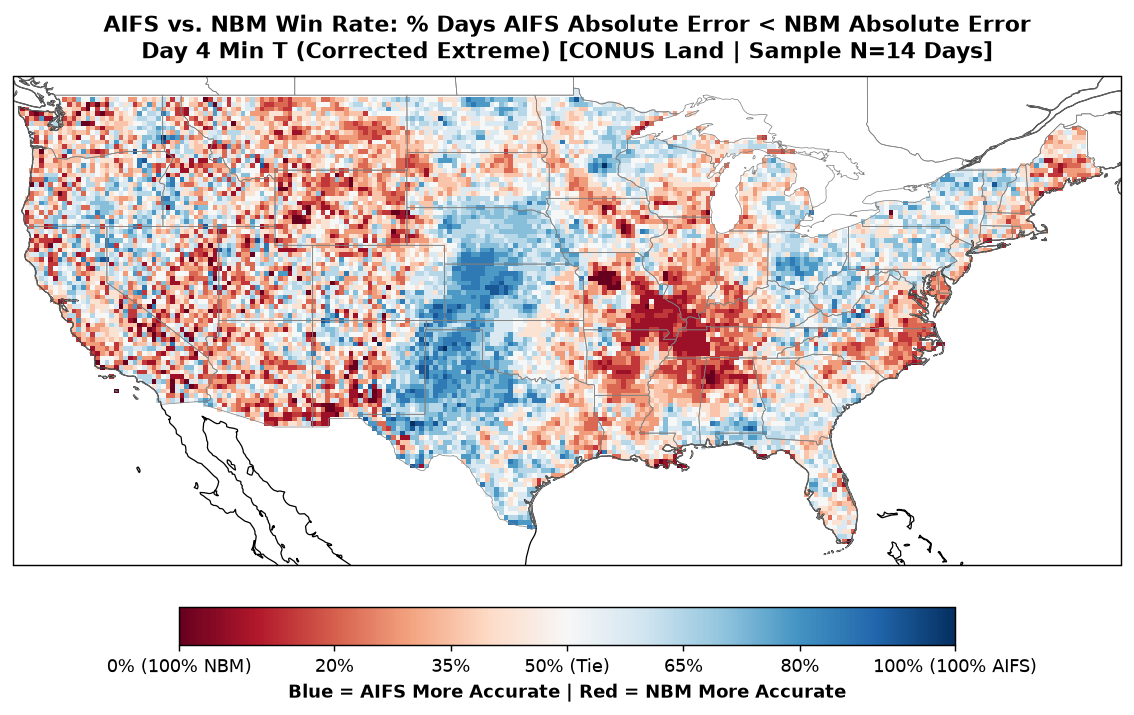 AIFS vs. NBM Win Rate: % Days AIFS Absolute Error < NBM Absolute Error
Day 4 Min T (Corrected Extreme) [CONUS Land | Sample N=14 Days]
0% (100% NBM) 20% 35% 50% (Tie) 65% 80% 100% (100% AIFS)
Blue = AIFS More Accurate | Red = NBM More Accurate